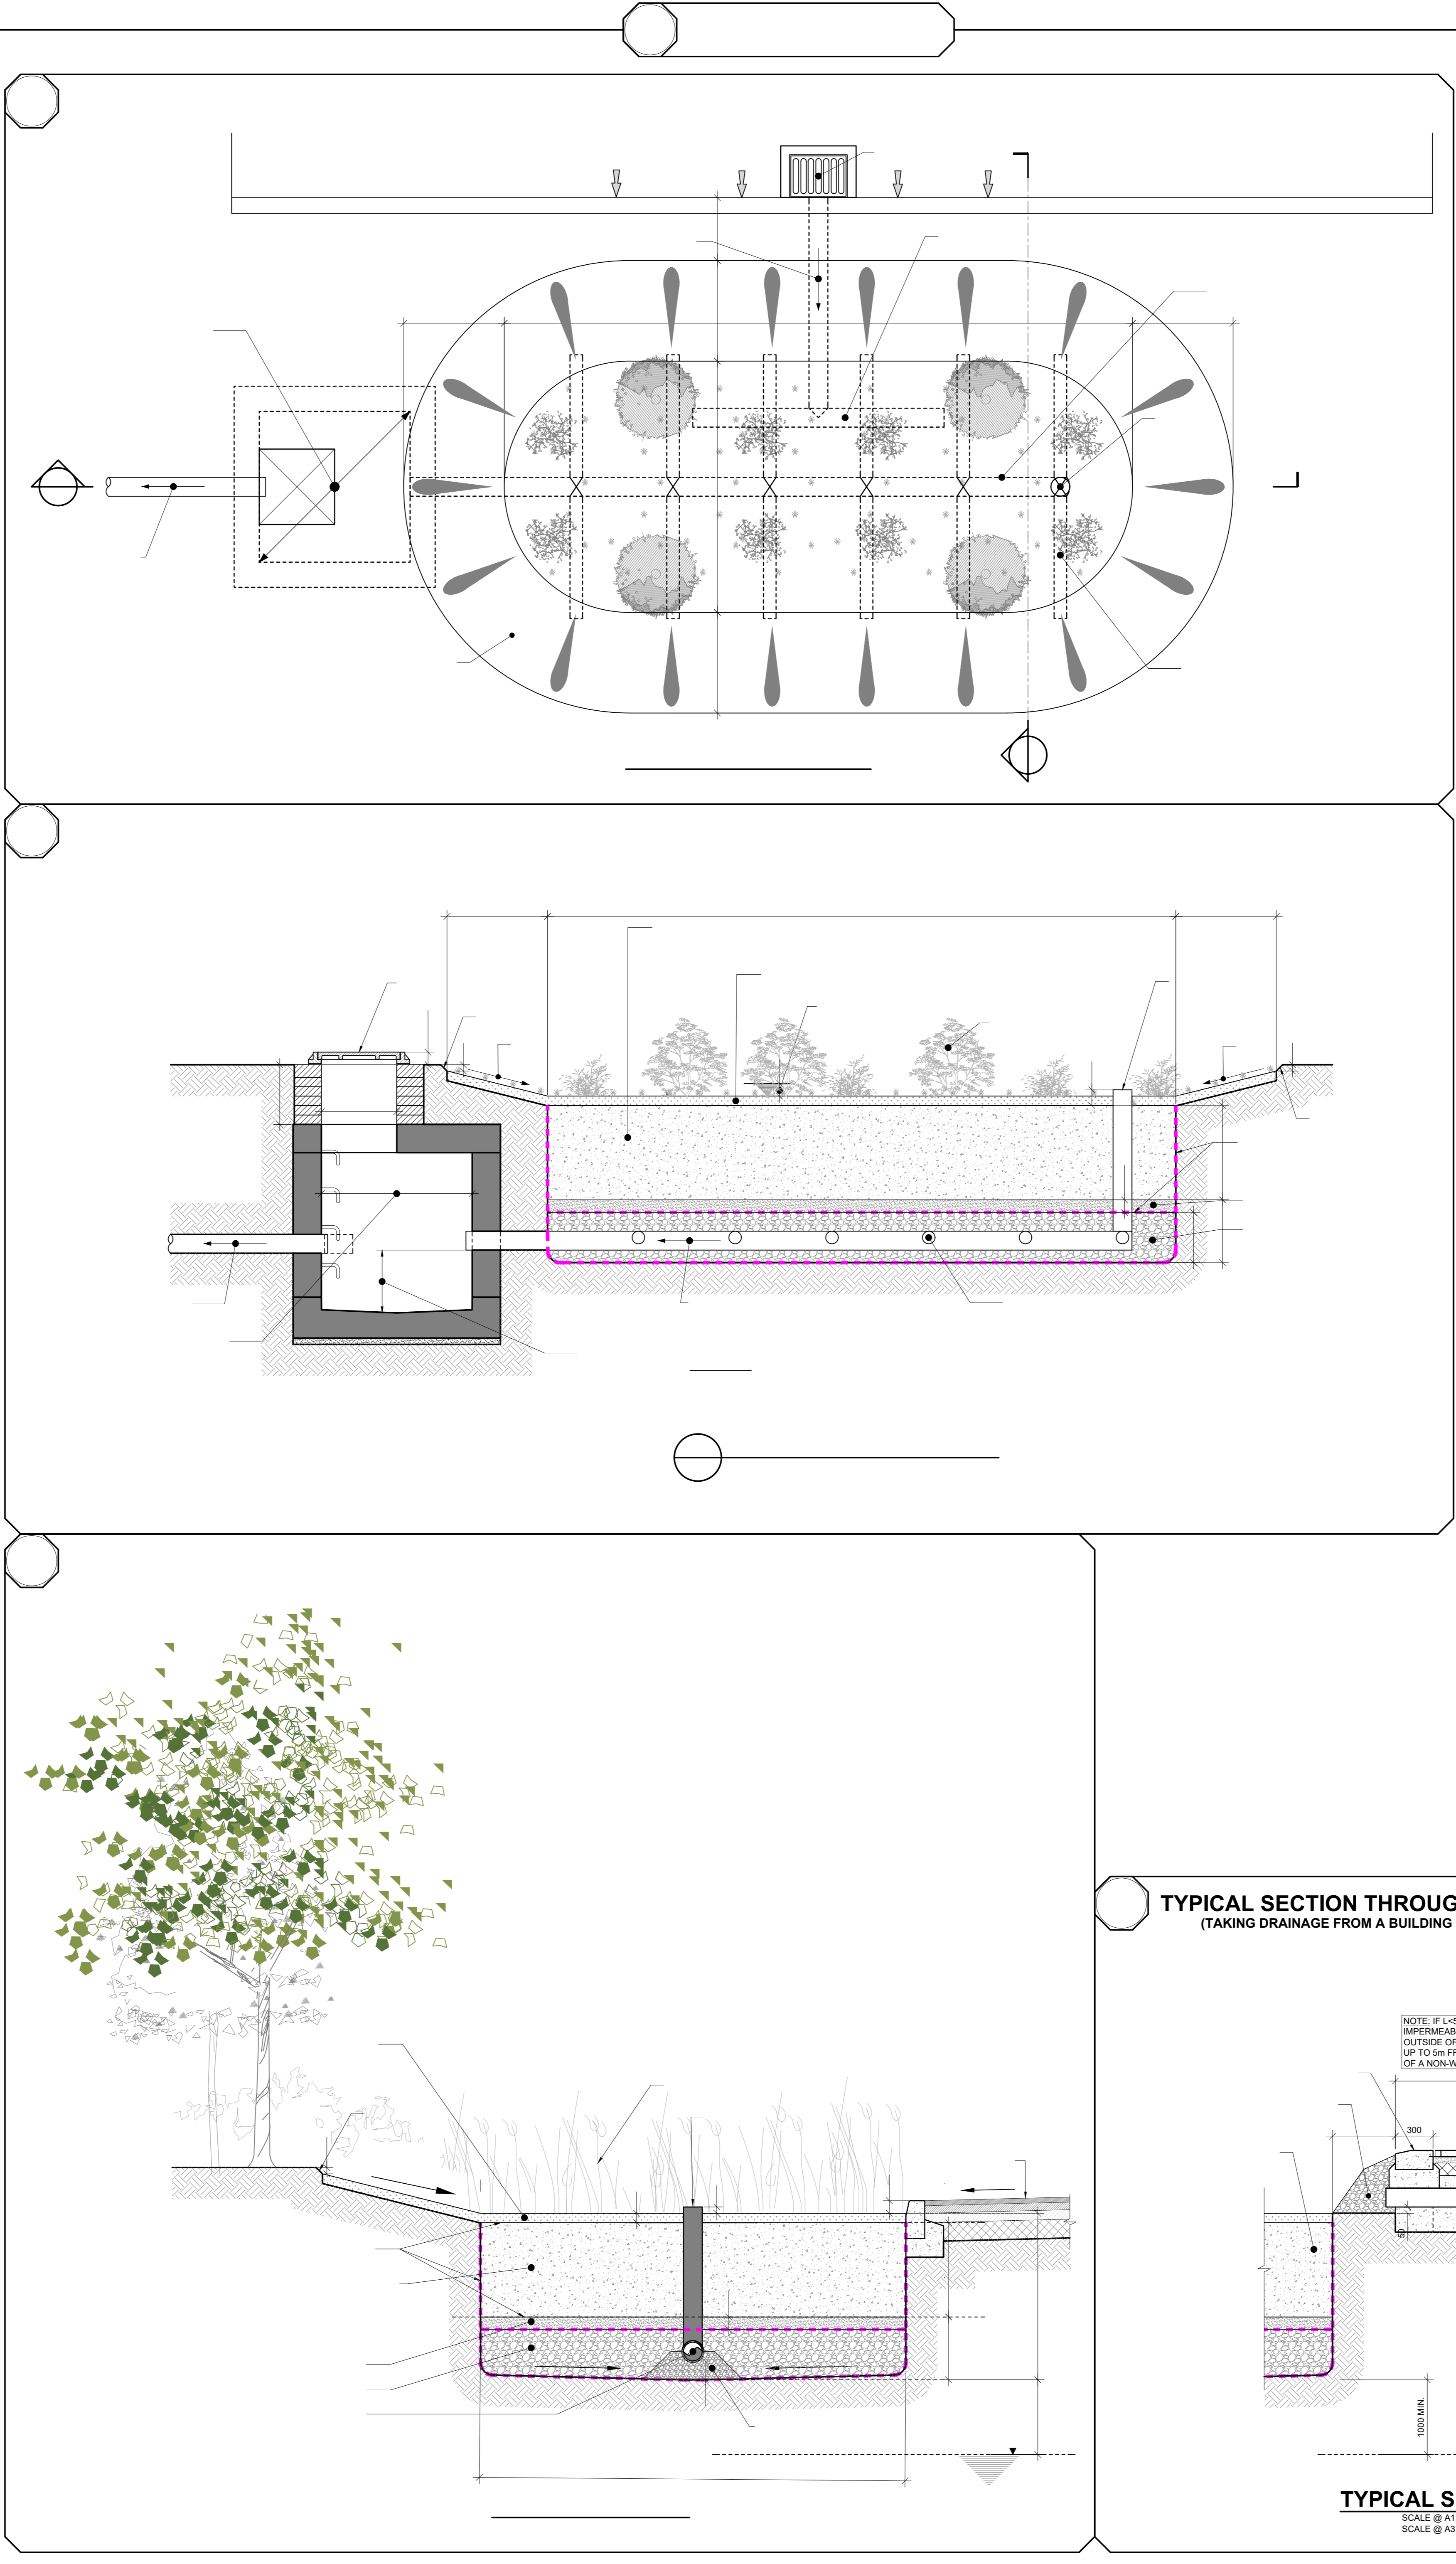 TYPICAL SECTION THROUG
(TAKING DRAINAGE FROM A BUILDING
NOTE: IF L<5
IMPERMEAB
OUTSIDE OF
UP TO 5m FR
OF A NON-W
300
50
1000 MIN.
TYPICAL S
SCALE @ A1
SCALE @ A3